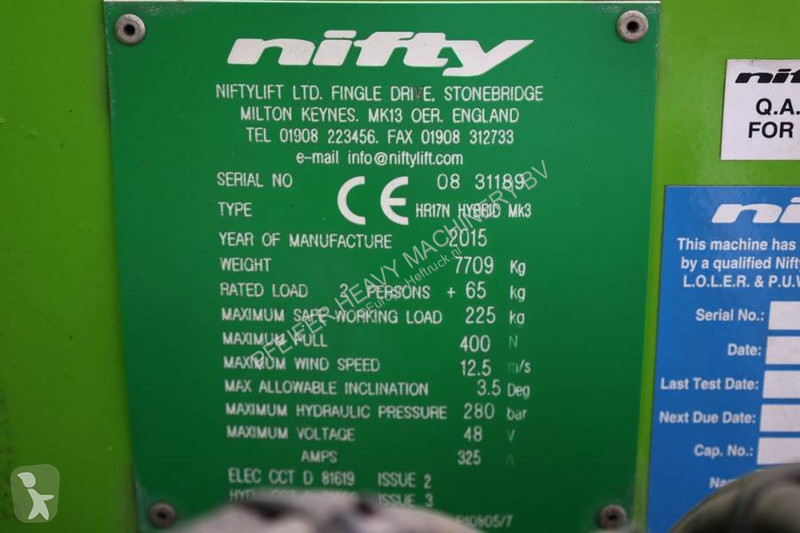 nifty
NIFTYLIFT LTD. FINGLE DRIVE, STONEBRIDGE
MILTON KEYNES. MK13 OER. ENGLAND
TEL 01908 223456. FAX 01908 312733
e-mail info@niftylift.com
SERIAL NO 08 31189
TYPE CE HR17N HYBRID Mk3
YEAR OF MANUFACTURE 2015
WEIGHT 7709 Kg
RATED LOAD 2 PERSONS + 65 kg
MAXIMUM SAFE WORKING LOAD 225 kg
MAXIMUM PULL 400 N
MAXIMUM WIND SPEED 12.5 m/s
MAX ALLOWABLE INCLINATION 3.5 Deg
MAXIMUM HYDRAULIC PRESSURE 280 bar
MAXIMUM VOLTAGE 48 V
AMPS 325 A
ELEC CCT D 81619 ISSUE 2
ISSUE 3
PFEIFER HEAVY MACHINERY BV
Q.A.
FOR
This machine has
by a qualified Nifty
L.O.L.E.R. & P.U.W
Serial No.:
Date:
Last Test Date:
Next Due Date:
Cap. No.: